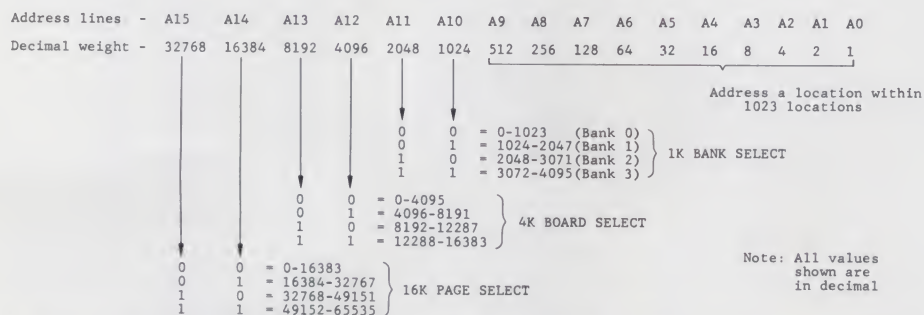 Address lines - A15 A14 A13 A12 A11 A10 A9 A8 A7 A6 A5 A4 A3 A2 A1 A0
Decimal weight - 32768 16384 8192 4096 2048 1024 512 256 128 64 32 16 8 4 2 1
Address a location within
1023 locations
0 0 = 0-1023 (Bank 0)
0 1 = 1024-2047 (Bank 1)
1 0 = 2048-3071 (Bank 2)
1 1 = 3072-4095 (Bank 3)
1K BANK SELECT
0 0 = 0-4095
0 1 = 4096-8191
1 0 = 8192-12287
1 1 = 12288-16383
4K BOARD SELECT
0 0 = 0-16383
0 1 = 16384-32767
1 0 = 32768-49151
1 1 = 49152-65535
16K PAGE SELECT
Note: All values
shown are
in decimal